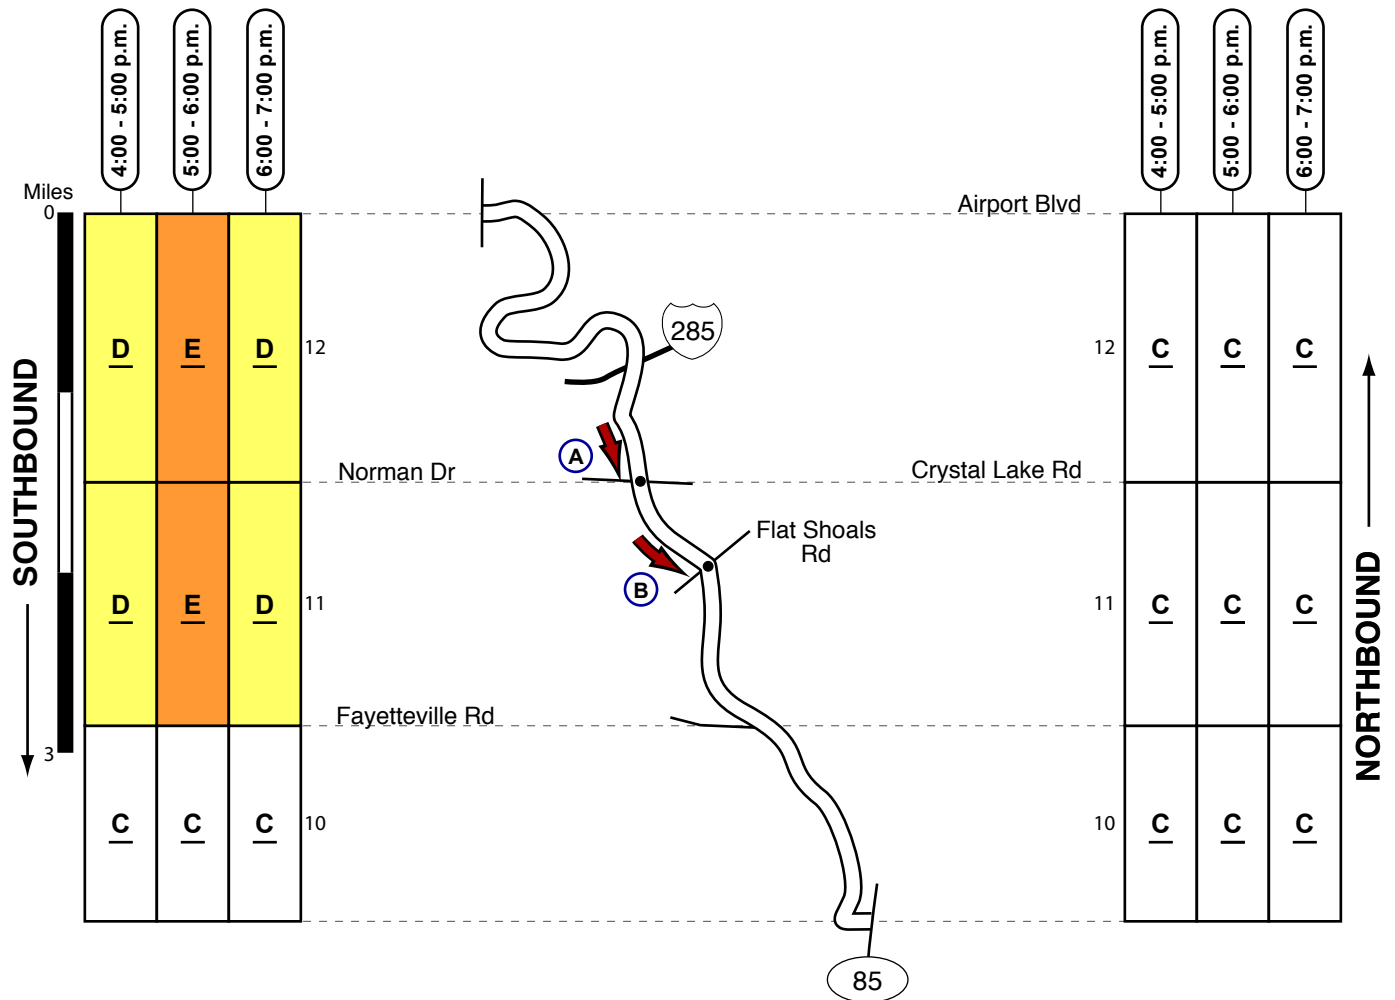 4:00 - 5:00 p.m.
5:00 - 6:00 p.m.
6:00 - 7:00 p.m.
4:00 - 5:00 p.m.
5:00 - 6:00 p.m.
6:00 - 7:00 p.m.
Miles
0
Airport Blvd
285
D E D 12
12 C C C
SOUTHBOUND
A
Norman Dr
Crystal Lake Rd
Flat Shoals
Rd
B
D E D 11
11 C C C
NORTHBOUND
Fayetteville Rd
3
C C C 10
10 C C C
85